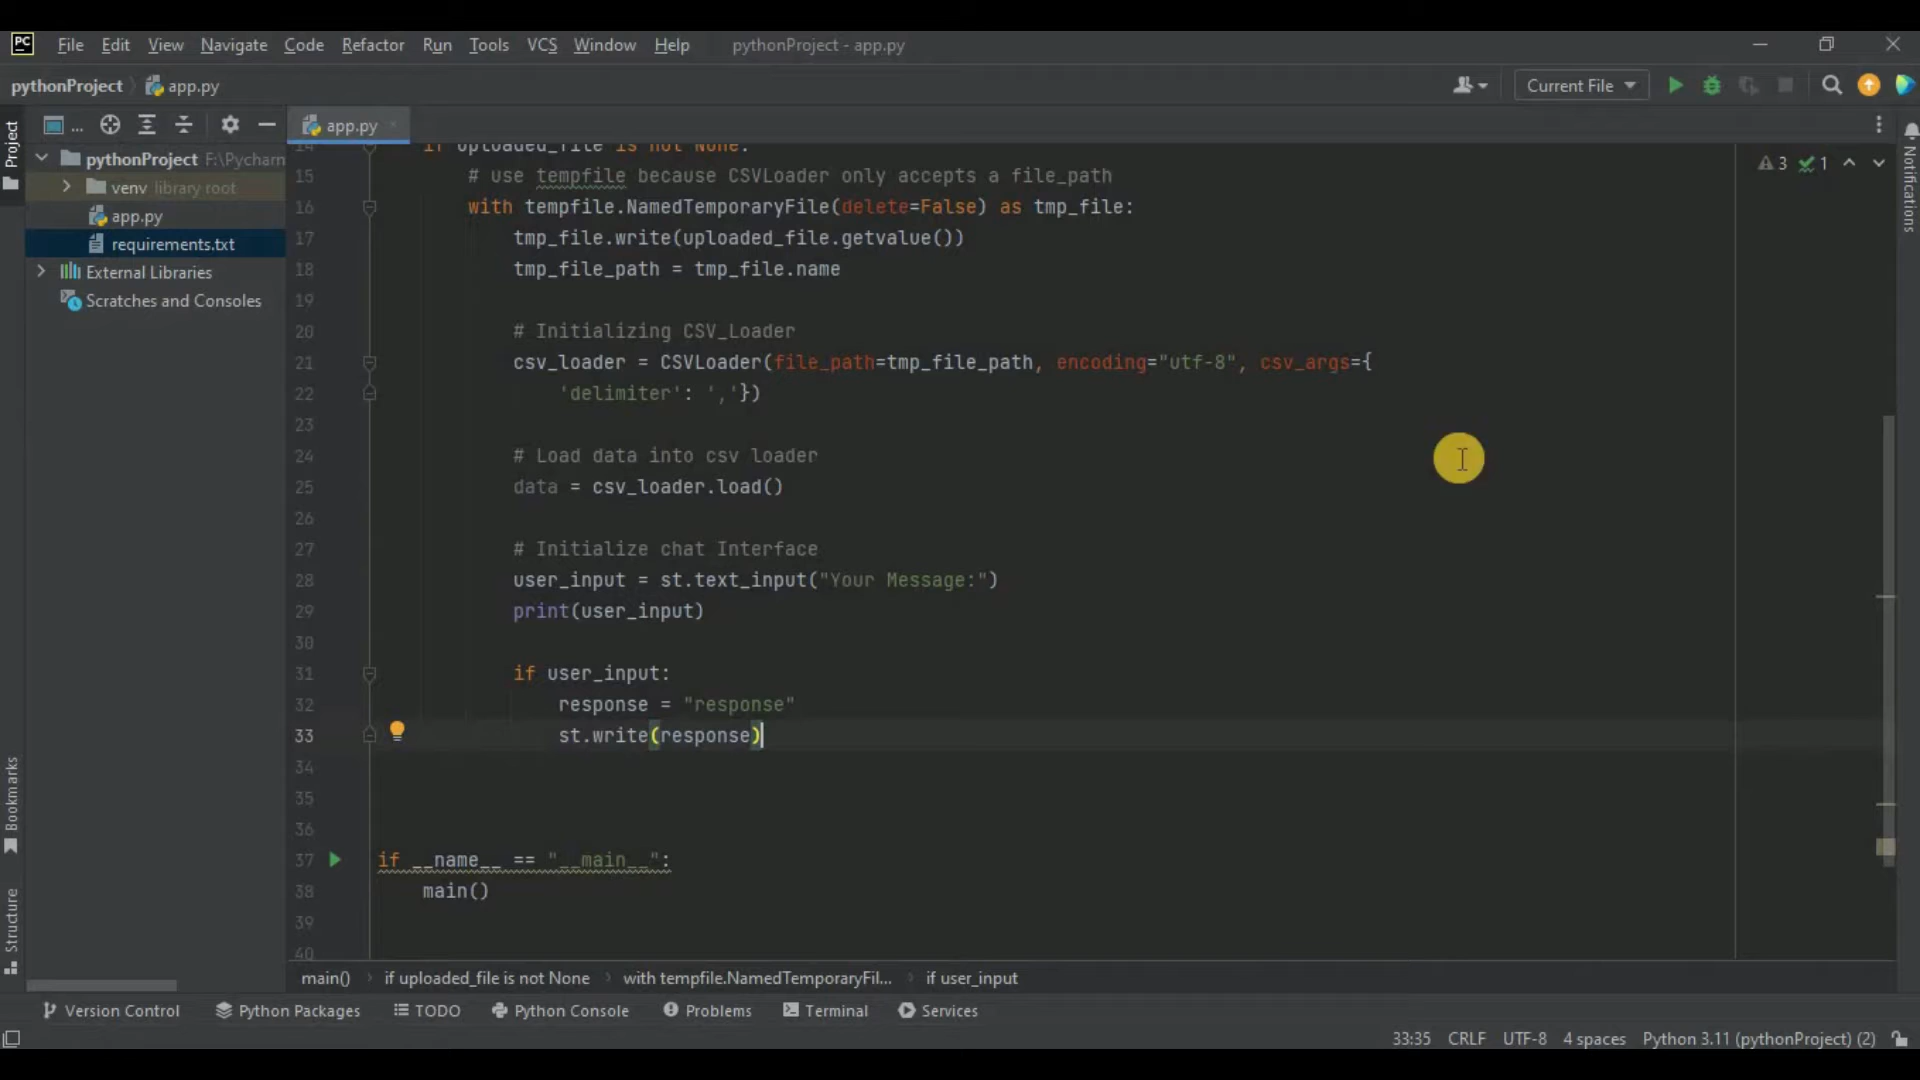 PC File Edit View Navigate Code Refactor Run Tools VCS Window Help pythonProject - app.py
pythonProject app.py Current File
Project ... app.py
pythonProject F:\Pycharm
venv library root
app.py
requirements.txt
External Libraries
Scratches and Consoles
Bookmarks
Structure
Notifications
3 1
14 if uploaded_file is not None:
15 # use tempfile because CSVLoader only accepts a file_path
16 with tempfile.NamedTemporaryFile(delete=False) as tmp_file:
17 tmp_file.write(uploaded_file.getvalue())
18 tmp_file_path = tmp_file.name
19
20 # Initializing CSV_Loader
21 csv_loader = CSVLoader(file_path=tmp_file_path, encoding="utf-8", csv_args={
22 'delimiter': ','})
23
24 # Load data into csv loader
25 data = csv_loader.load()
26
27 # Initialize chat Interface
28 user_input = st.text_input("Your Message:")
29 print(user_input)
30
31 if user_input:
32 response = "response"
33 st.write(response)
34
35
36
37 if __name__ == "__main__":
38 main()
39
40
main() if uploaded_file is not None with tempfile.NamedTemporaryFil... if user_input
Version Control Python Packages TODO Python Console Problems Terminal Services
33:35 CRLF UTF-8 4 spaces Python 3.11 (pythonProject) (2)